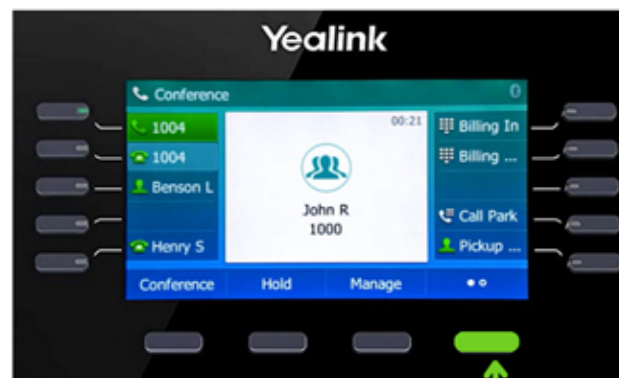 Yealink
Conference
0
1004
00:21
Billing In
1004
Billing ...
Benson L
John R
1000
Call Park
Henry S
Pickup ...
Conference
Hold
Manage